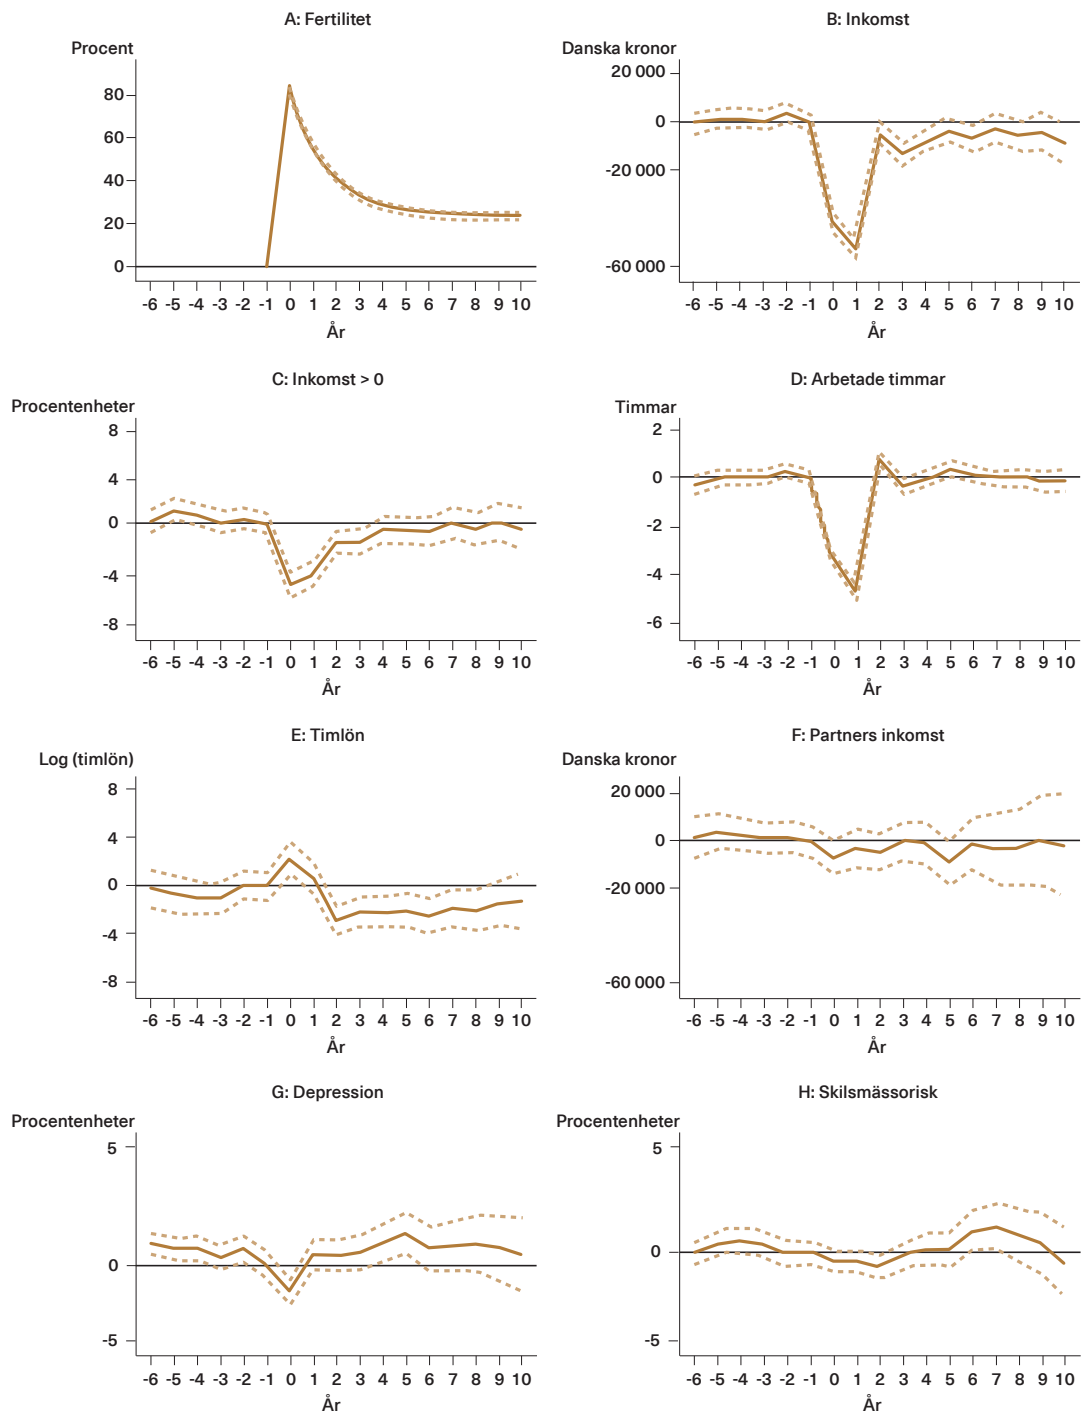 A: Fertilitet
Procent
80
60
40
20
0
-6 -5 -4 -3 -2 -1 0 1 2 3 4 5 6 7 8 9 10
År
B: Inkomst
Danska kronor
20 000
0
-20 000
-60 000
-6 -5 -4 -3 -2 -1 0 1 2 3 4 5 6 7 8 9 10
År
C: Inkomst > 0
Procentenheter
8
4
0
-4
-8
-6 -5 -4 -3 -2 -1 0 1 2 3 4 5 6 7 8 9 10
År
D: Arbetade timmar
Timmar
2
0
-2
-4
-6
-6 -5 -4 -3 -2 -1 0 1 2 3 4 5 6 7 8 9 10
År
E: Timlön
Log (timlön)
8
4
0
-4
-8
-6 -5 -4 -3 -2 -1 0 1 2 3 4 5 6 7 8 9 10
År
F: Partners inkomst
Danska kronor
20 000
0
-20 000
-60 000
-6 -5 -4 -3 -2 -1 0 1 2 3 4 5 6 7 8 9 10
År
G: Depression
Procentenheter
5
0
-5
-6 -5 -4 -3 -2 -1 0 1 2 3 4 5 6 7 8 9 10
År
H: Skilsmässorisk
Procentenheter
5
0
-5
-6 -5 -4 -3 -2 -1 0 1 2 3 4 5 6 7 8 9 10
År